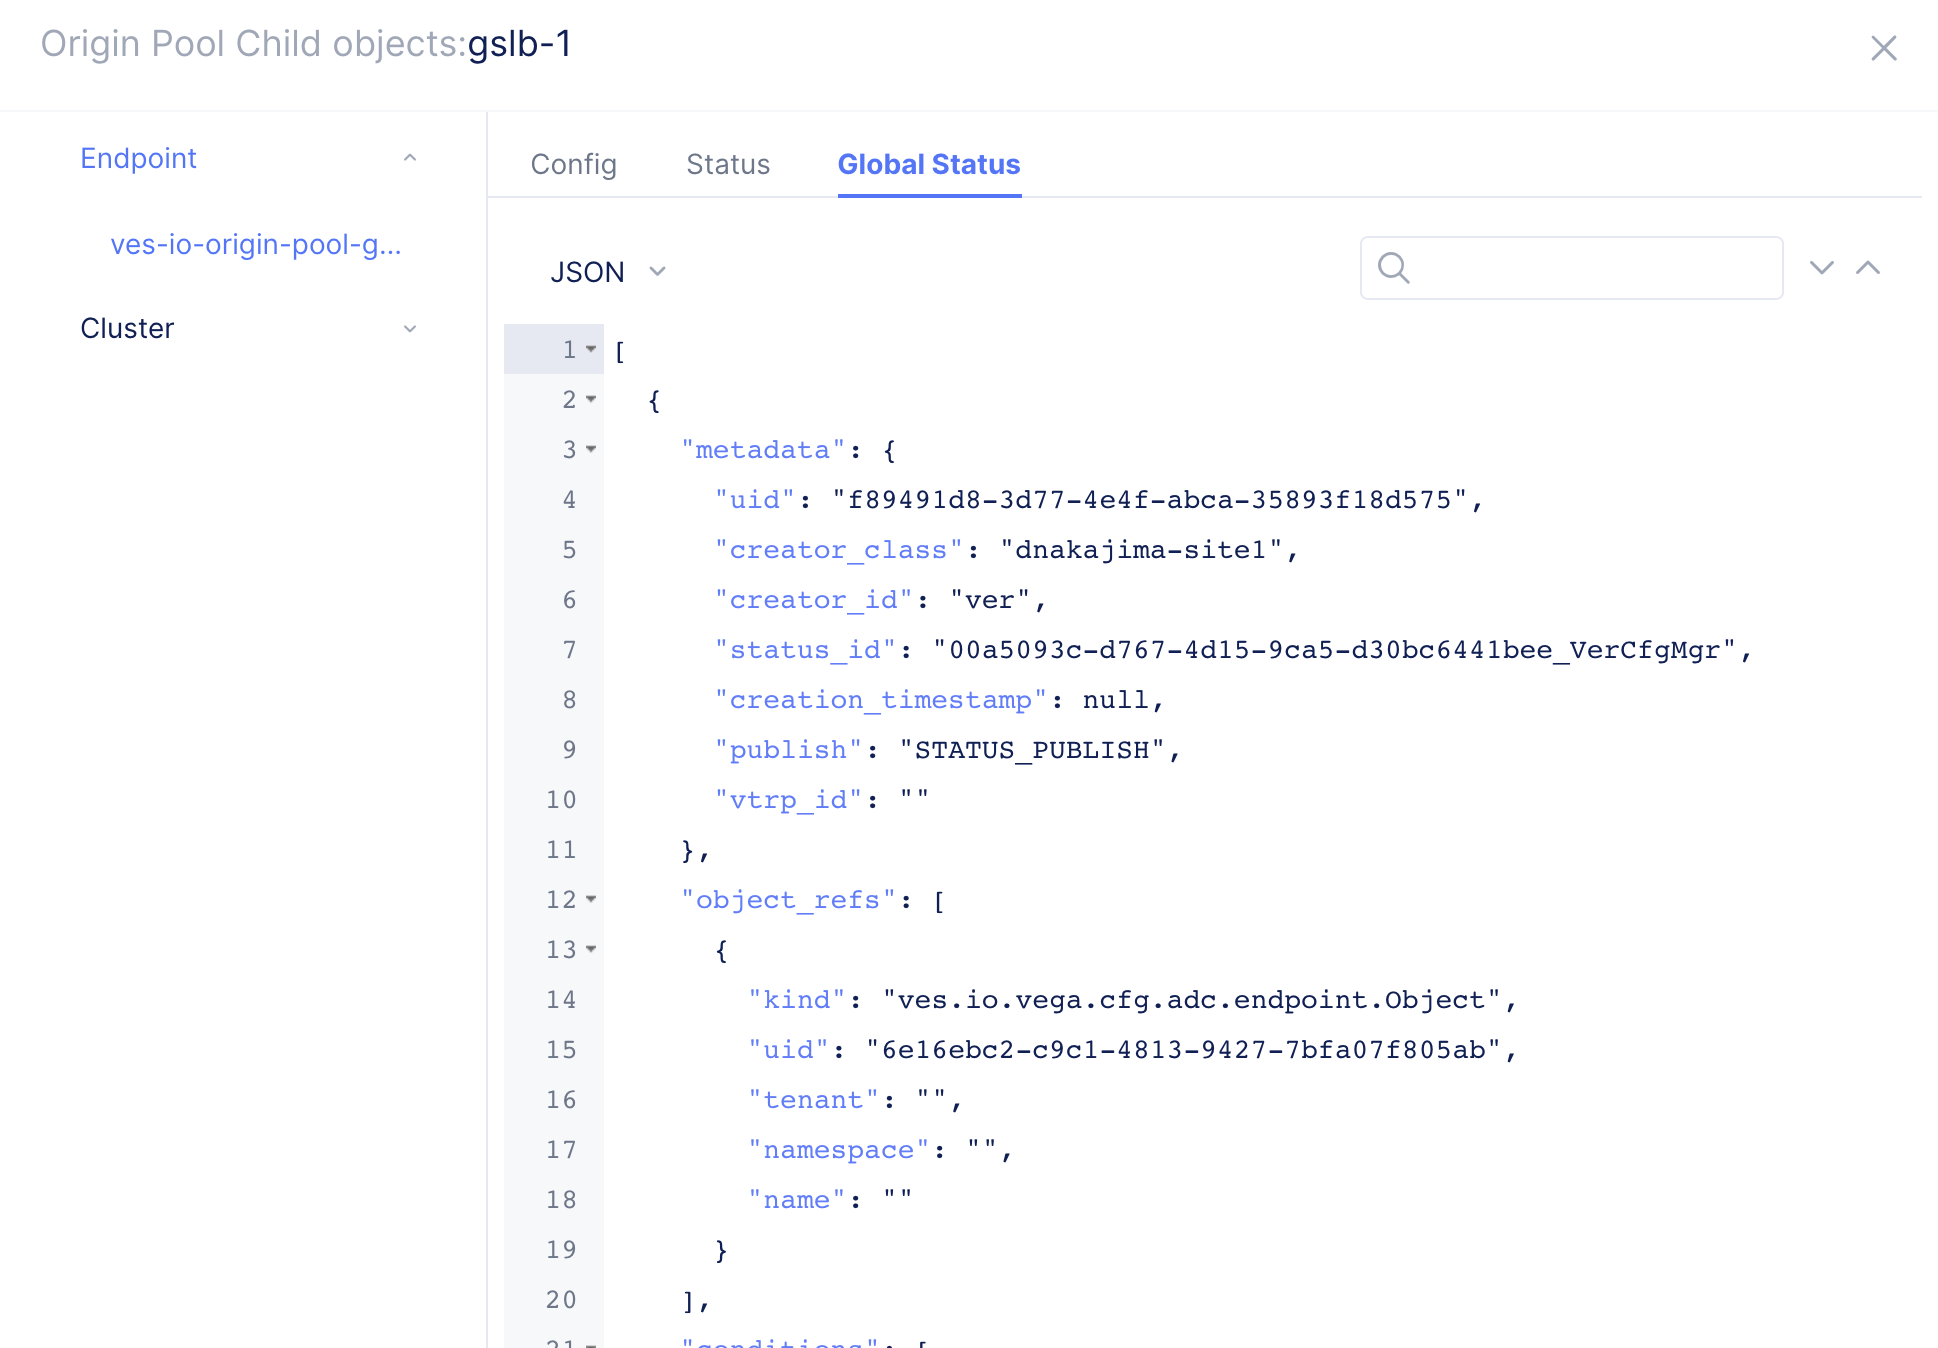 Origin Pool Child objects:gslb-1
Endpoint
ves-io-origin-pool-g...
Cluster
Config Status Global Status
JSON
1 [
2 {
3 "metadata": {
4 "uid": "f89491d8-3d77-4e4f-abca-35893f18d575",
5 "creator_class": "dnakajima-site1",
6 "creator_id": "ver",
7 "status_id": "00a5093c-d767-4d15-9ca5-d30bc6441bee_VerCfgMgr",
8 "creation_timestamp": null,
9 "publish": "STATUS_PUBLISH",
10 "vtrp_id": ""
11 },
12 "object_refs": [
13 {
14 "kind": "ves.io.vega.cfg.adc.endpoint.Object",
15 "uid": "6e16ebc2-c9c1-4813-9427-7bfa07f805ab",
16 "tenant": "",
17 "namespace": "",
18 "name": ""
19 }
20 ],
21 "conditions": [